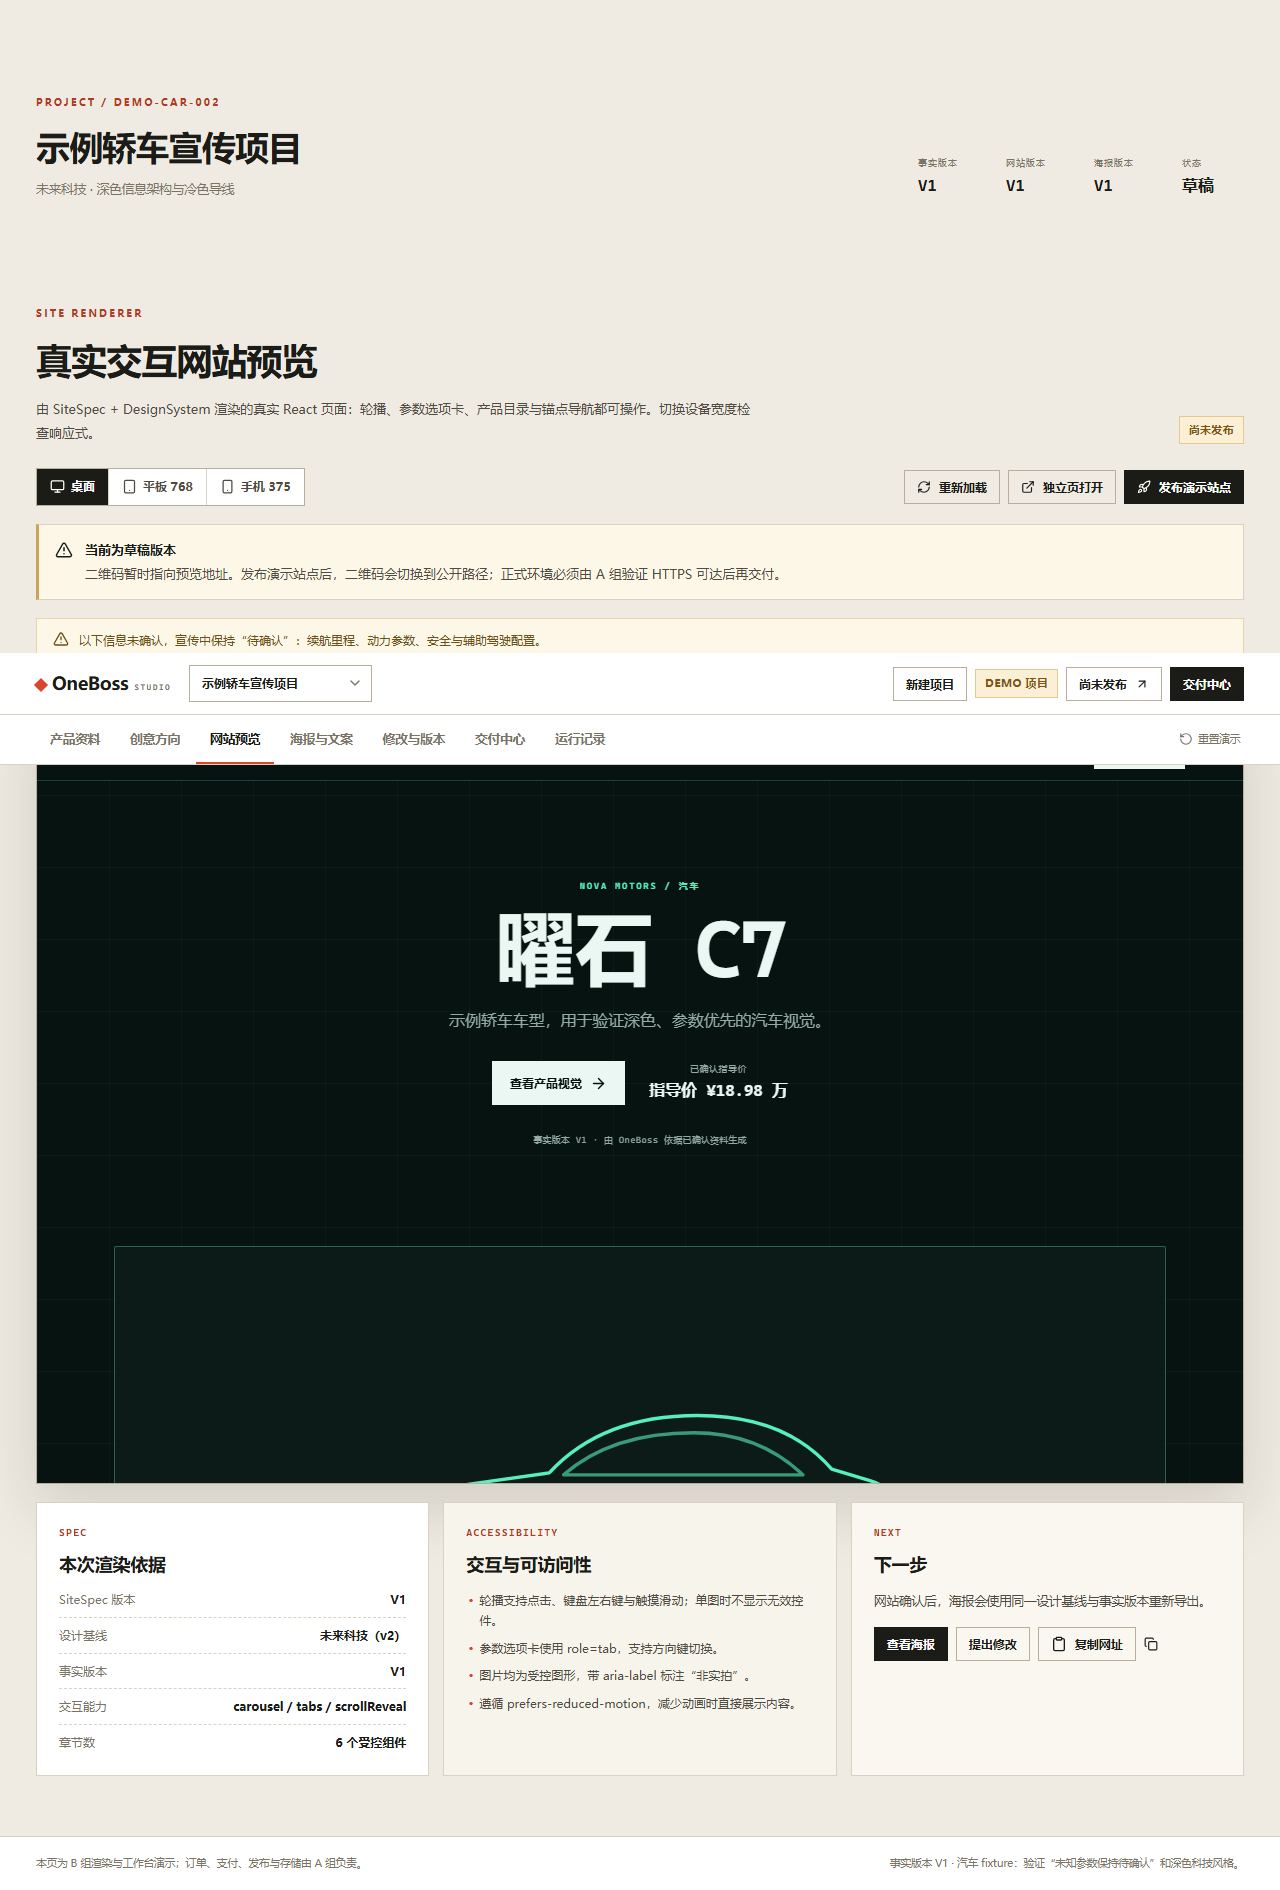 PROJECT / DEMO-CAR-002
示例轿车宣传项目
未来科技 · 深色信息架构与冷色导线
事实版本
V1
网站版本
V1
海报版本
V1
状态
草稿
SITE RENDERER
真实交互网站预览
由 SiteSpec + DesignSystem 渲染的真实 React 页面：轮播、参数选项卡、产品目录与锚点导航都可操作。切换设备宽度检
查响应式。
尚未发布
桌面
平板 768
手机 375
重新加载
独立页打开
发布演示站点
当前为草稿版本
二维码暂时指向预览地址。发布演示站点后，二维码会切换到公开路径；正式环境必须由 A 组验证 HTTPS 可达后再交付。
以下信息未确认，宣传中保持“待确认”：续航里程、动力参数、安全与辅助驾驶配置。
OneBoss STUDIO
示例轿车宣传项目
新建项目
DEMO 项目
尚未发布
交付中心
产品资料
创意方向
网站预览
海报与文案
修改与版本
交付中心
运行记录
重置演示
NOVA MOTORS / 汽车
曜石 C7
示例轿车车型，用于验证深色、参数优先的汽车视觉。
查看产品视觉
已确认指导价
指导价 ¥18.98 万
事实版本 V1 · 由 OneBoss 依据已确认资料生成
SPEC
本次渲染依据
SiteSpec 版本
V1
设计基线
未来科技（v2）
事实版本
V1
交互能力
carousel / tabs / scrollReveal
章节数
6 个受控组件
ACCESSIBILITY
交互与可访问性
• 轮播支持点击、键盘左右键与触摸滑动；单图时不显示无效控
件。
• 参数选项卡使用 role=tab，支持方向键切换。
• 图片均为受控图形，带 aria-label 标注“非实拍”。
• 遵循 prefers-reduced-motion，减少动画时直接展示内容。
NEXT
下一步
网站确认后，海报会使用同一设计基线与事实版本重新导出。
查看海报
提出修改
复制网址
本页为 B 组渲染与工作台演示；订单、支付、发布与存储由 A 组负责。
事实版本 V1 · 汽车 fixture：验证“未知参数保持待确认”和深色科技风格。